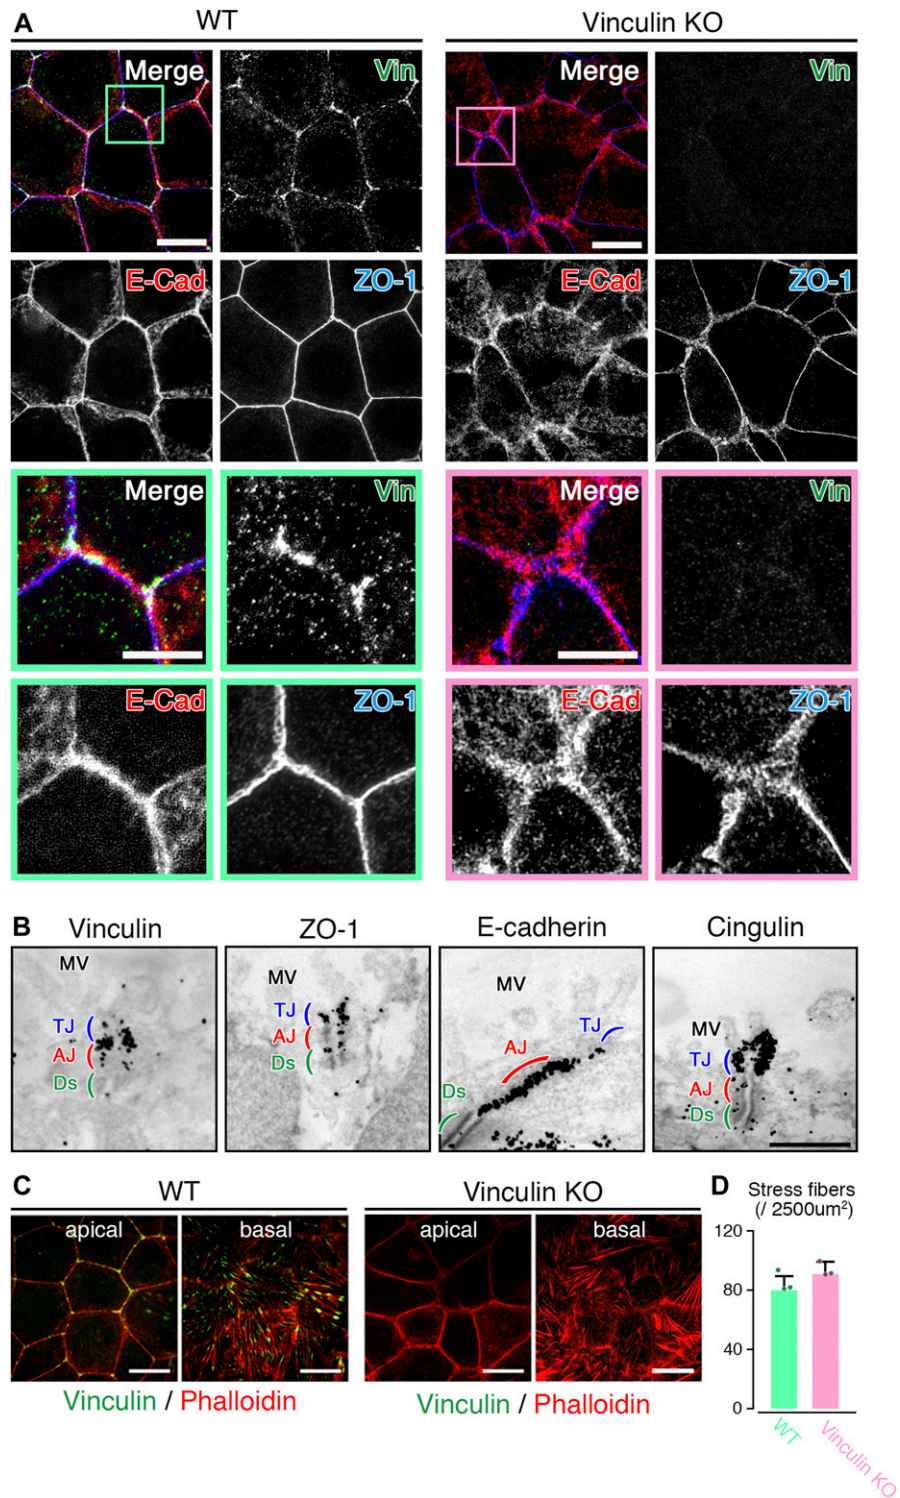 A
WT
Vinculin KO
Merge
Vin
Merge
Vin
E-Cad
ZO-1
E-Cad
ZO-1
Merge
Vin
Merge
Vin
E-Cad
ZO-1
E-Cad
ZO-1
B
Vinculin
ZO-1
E-cadherin
Cingulin
MV
TJ
AJ
Ds
MV
TJ
AJ
Ds
MV
TJ
AJ
Ds
MV
TJ
AJ
Ds
C
WT
Vinculin KO
apical
basal
apical
basal
Vinculin / Phalloidin
Vinculin / Phalloidin
D
Stress fibers
(/ 2500um²)
120
80
40
0
WT
Vinculin KO